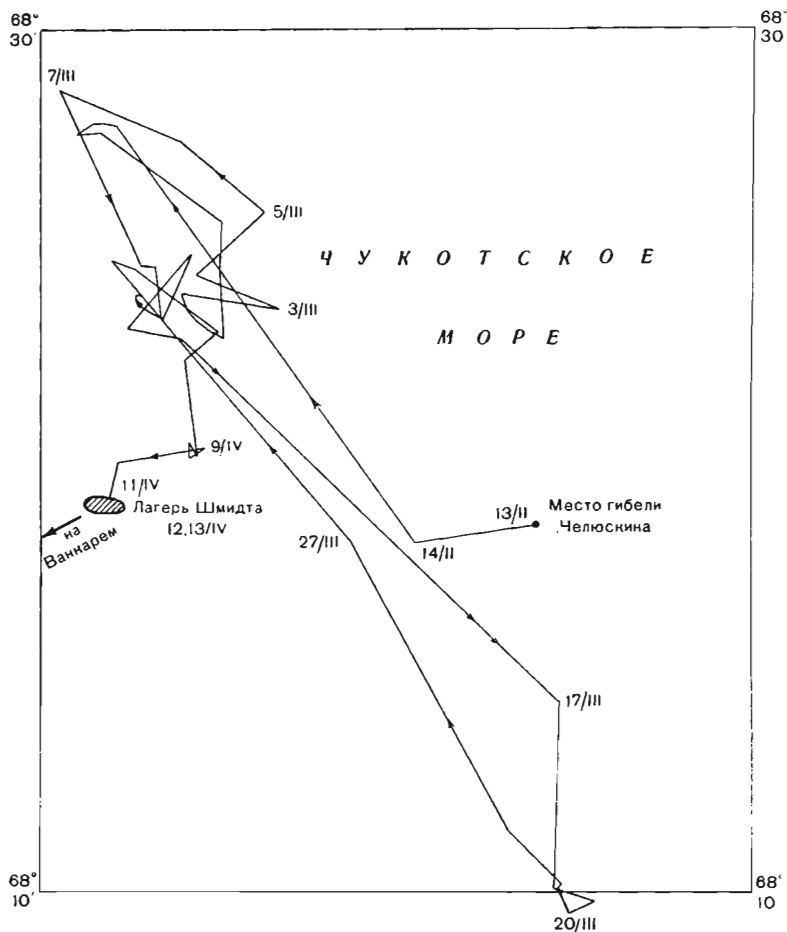 68°
30′
68°
30
7/III
5/III
ЧУКОТСКОЕ
3/III
МОРЕ
9/IV
11/IV
Лагерь Шмидта
12,13/IV
на
Ванкарем
13/II
Место гибели
Челюскина
14/II
27/III
17/III
68°
10′
68°
10
20/III